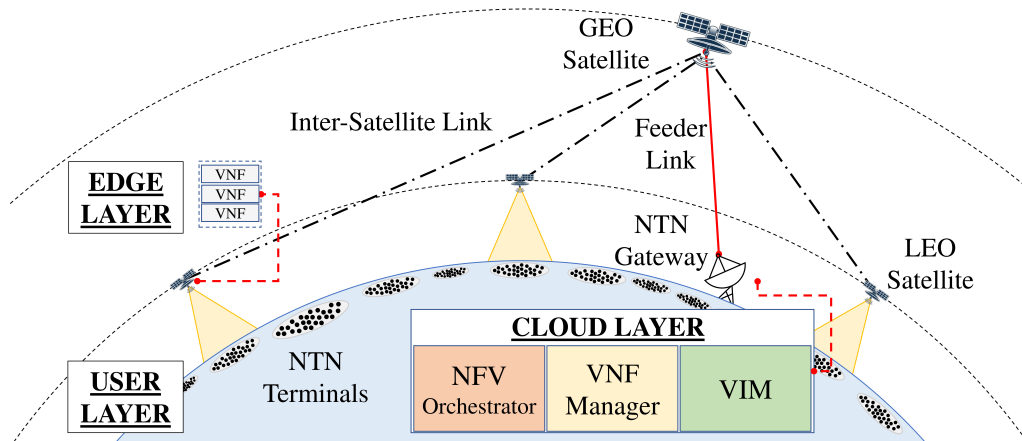 GEO
Satellite
Inter-Satellite Link
Feeder
Link
EDGE
LAYER
VNF
VNF
VNF
NTN
Gateway
LEO
Satellite
USER
LAYER
NTN
Terminals
CLOUD LAYER
NFV
Orchestrator
VNF
Manager
VIM